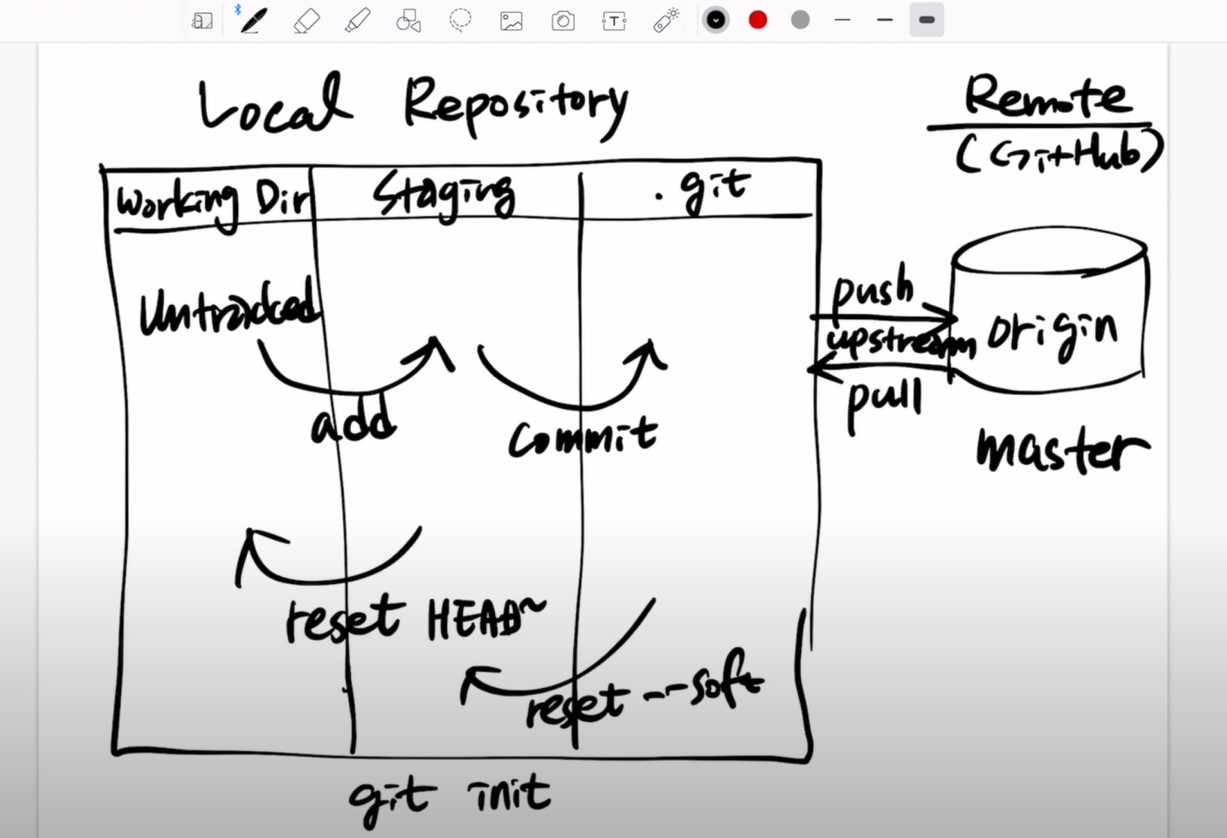 Local Repository
Remote
(GitHub)
Working Dir
Staging
.git
Untracked
add
commit
push
upstream
pull
origin
master
reset HEAD~
reset --soft
git init